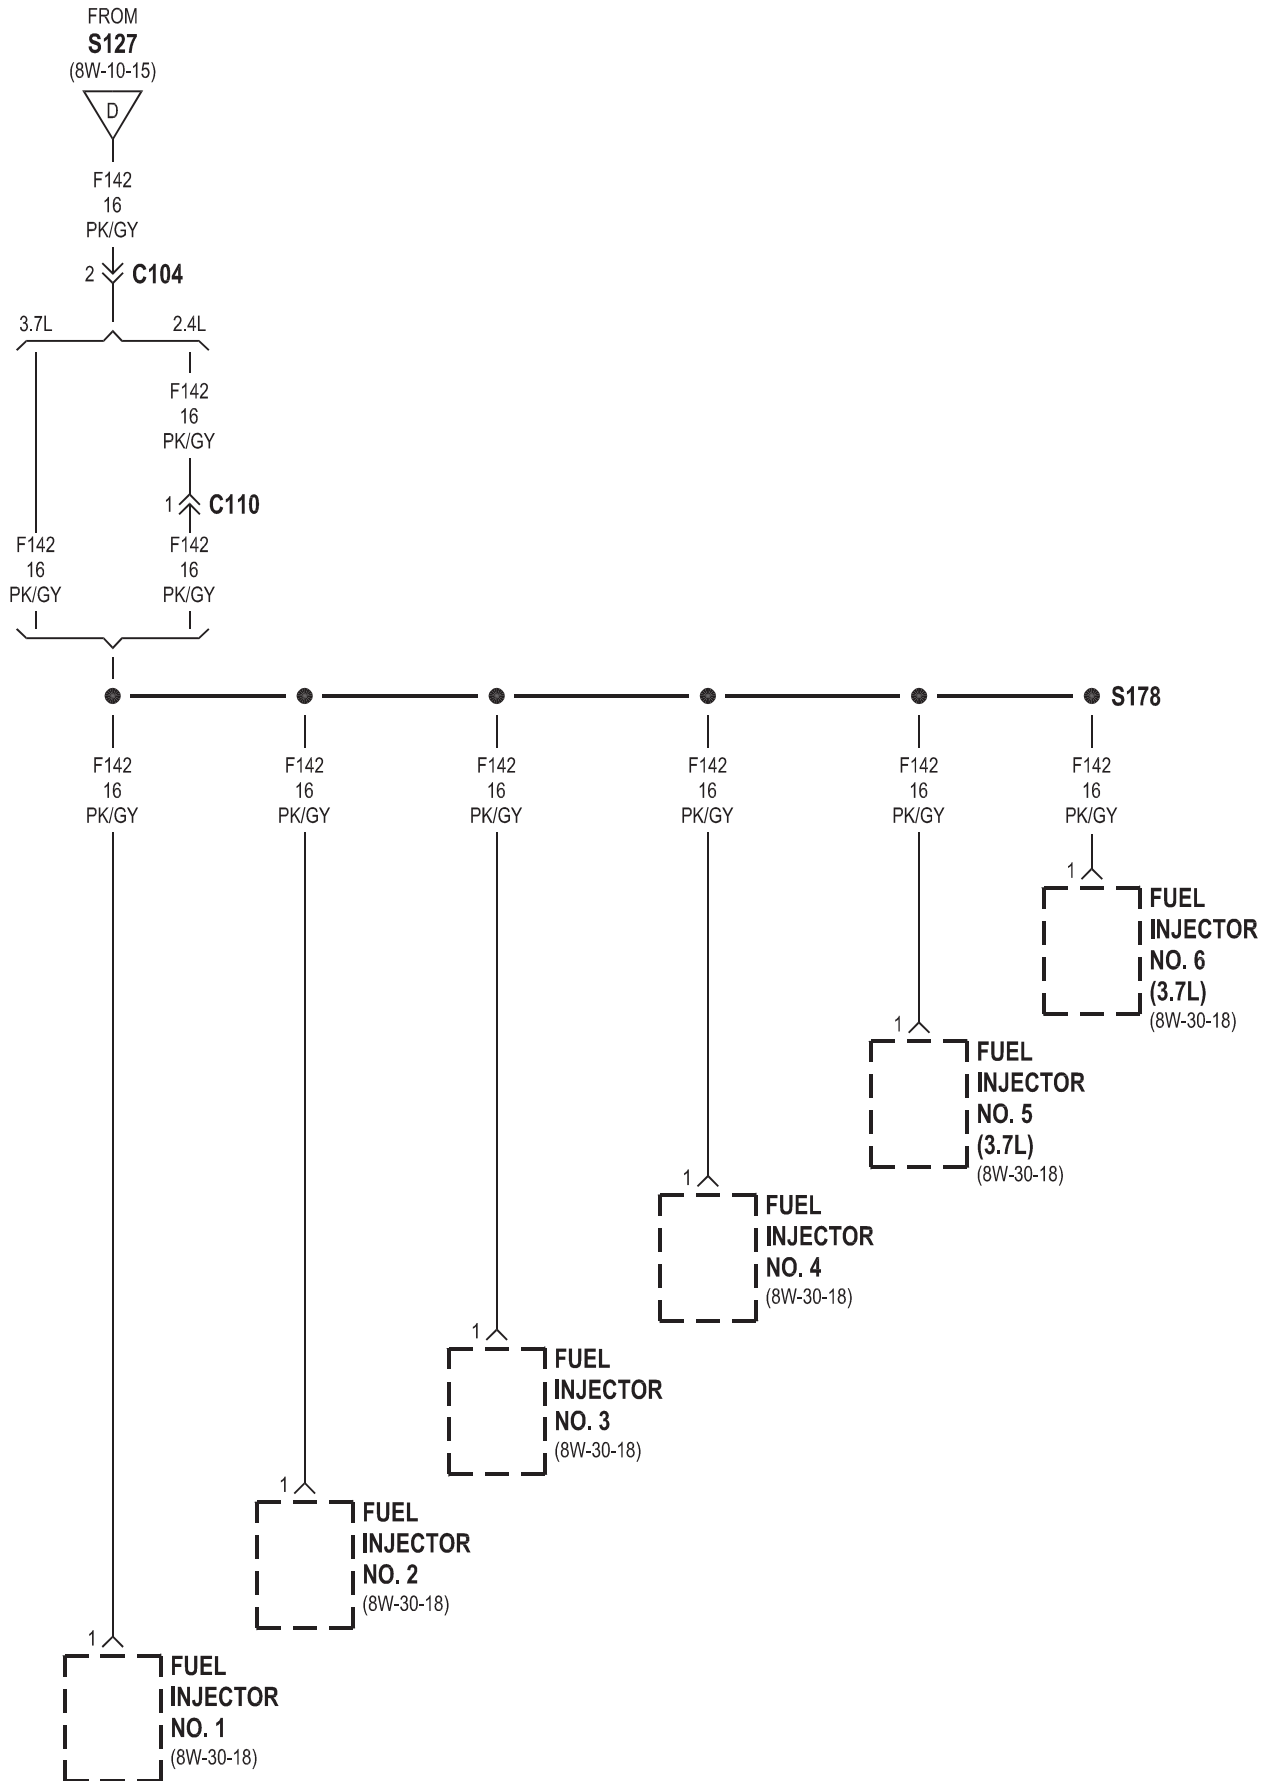 FROM
S127
(8W-10-15)
D
F142
16
PK/GY
2 C104
3.7L 2.4L
F142
16
PK/GY
1 C110
F142 F142
16 16
PK/GY PK/GY
S178
F142 F142 F142 F142 F142 F142
16 16 16 16 16 16
PK/GY PK/GY PK/GY PK/GY PK/GY PK/GY
1
FUEL
INJECTOR
NO. 6
(3.7L)
(8W-30-18)
1
FUEL
INJECTOR
NO. 5
(3.7L)
(8W-30-18)
1
FUEL
INJECTOR
NO. 4
(8W-30-18)
1
FUEL
INJECTOR
NO. 3
(8W-30-18)
1
FUEL
INJECTOR
NO. 2
(8W-30-18)
1
FUEL
INJECTOR
NO. 1
(8W-30-18)